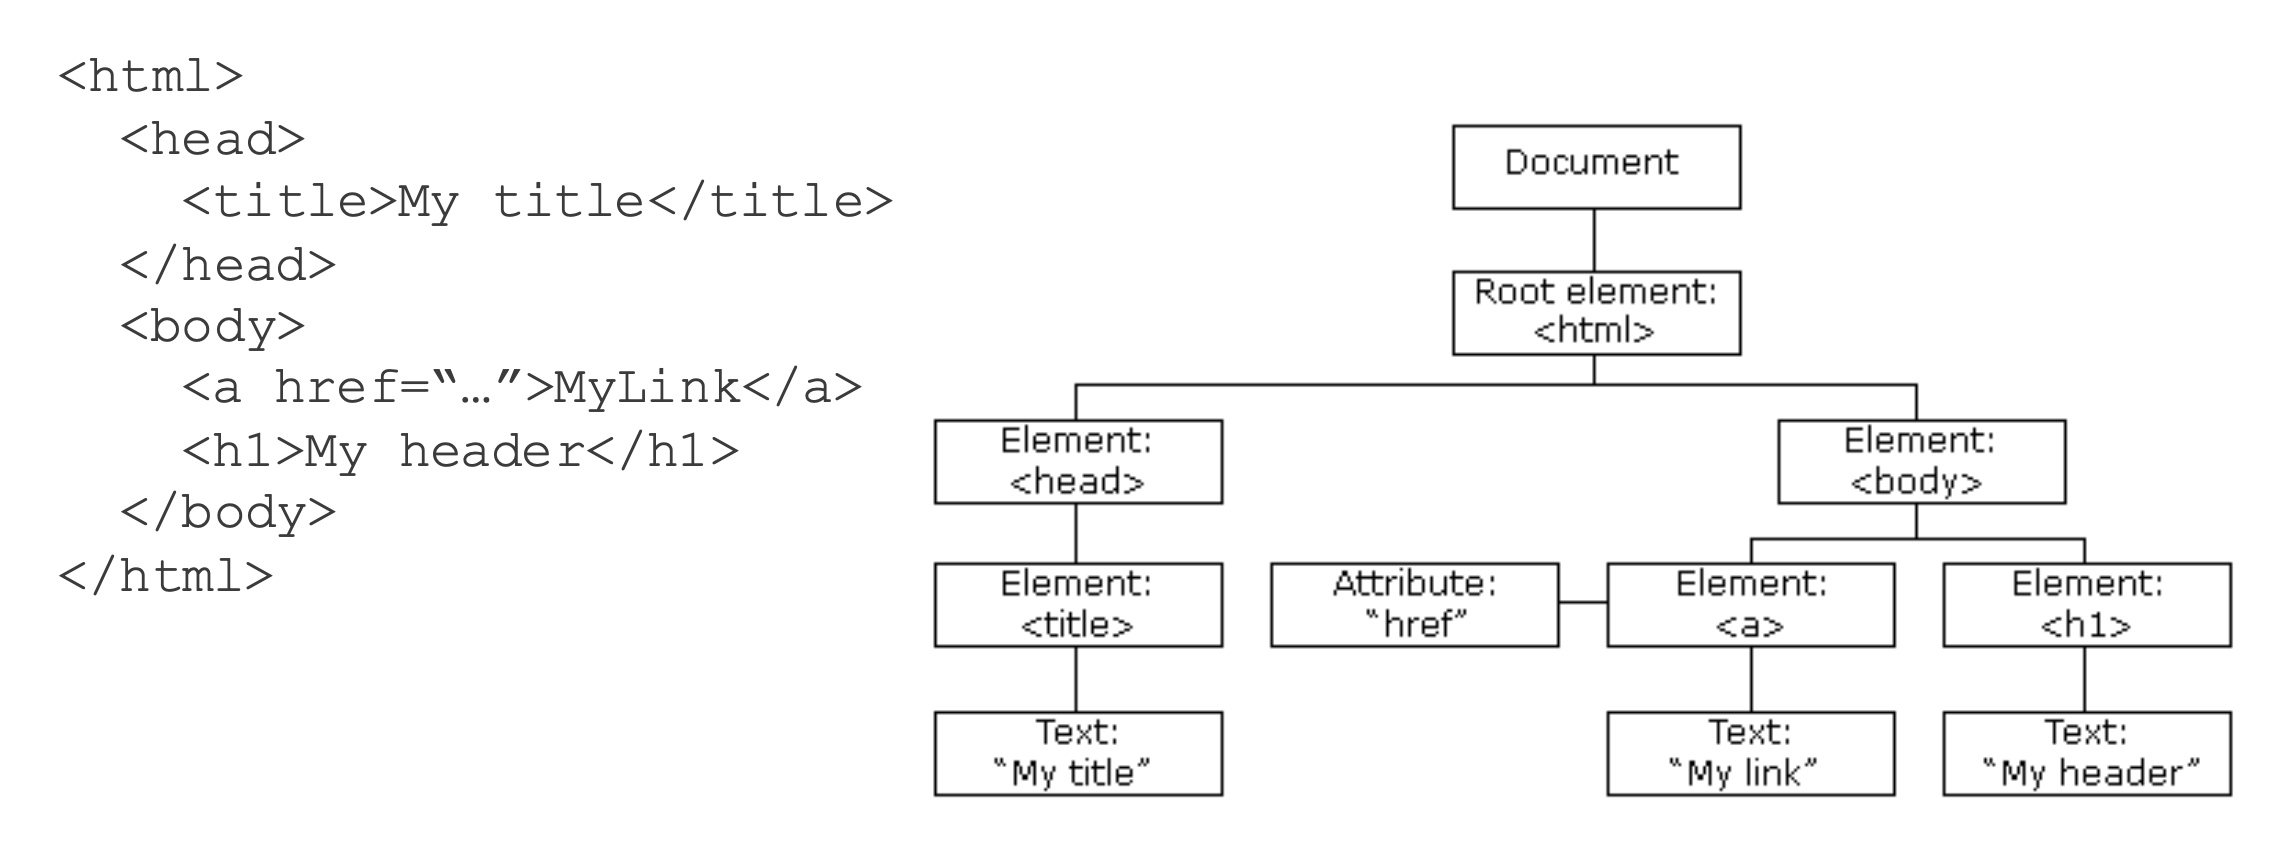 <html>
<head>
<title>My title</title>
</head>
<body>
<a href=“…”>MyLink</a>
<h1>My header</h1>
</body>
</html>
Document
Root element:
<html>
Element:
<head>
Element:
<body>
Element:
<title>
Attribute:
“href”
Element:
<a>
Element:
<h1>
Text:
“My title”
Text:
“My link”
Text:
“My header”